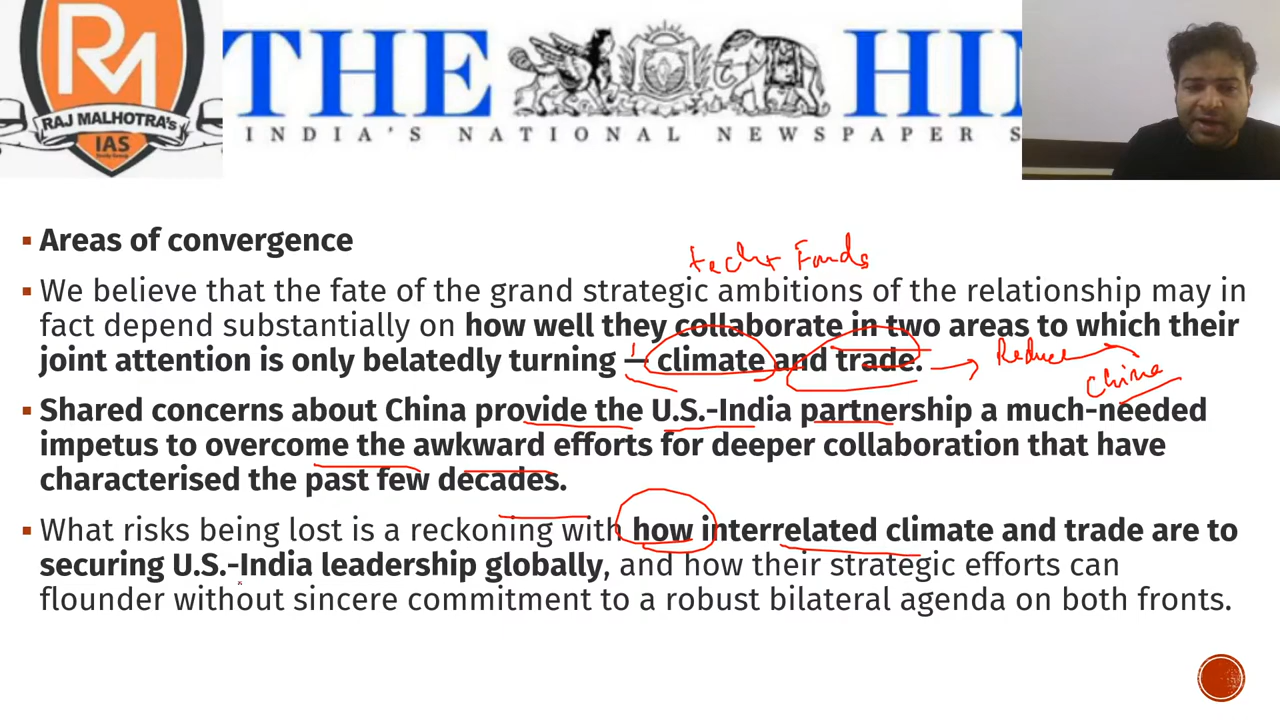 RM
RAJ MALHOTRA's
IAS
THE HI
INDIA'S NATIONAL NEWSPAPER S
Areas of convergence
tech + Funds
We believe that the fate of the grand strategic ambitions of the relationship may in
fact depend substantially on how well they collaborate in two areas to which their
joint attention is only belatedly turning — climate and trade.
Reduce
China
Shared concerns about China provide the U.S.-India partnership a much-needed
impetus to overcome the awkward efforts for deeper collaboration that have
characterised the past few decades.
What risks being lost is a reckoning with how interrelated climate and trade are to
securing U.S.-India leadership globally, and how their strategic efforts can
flounder without sincere commitment to a robust bilateral agenda on both fronts.